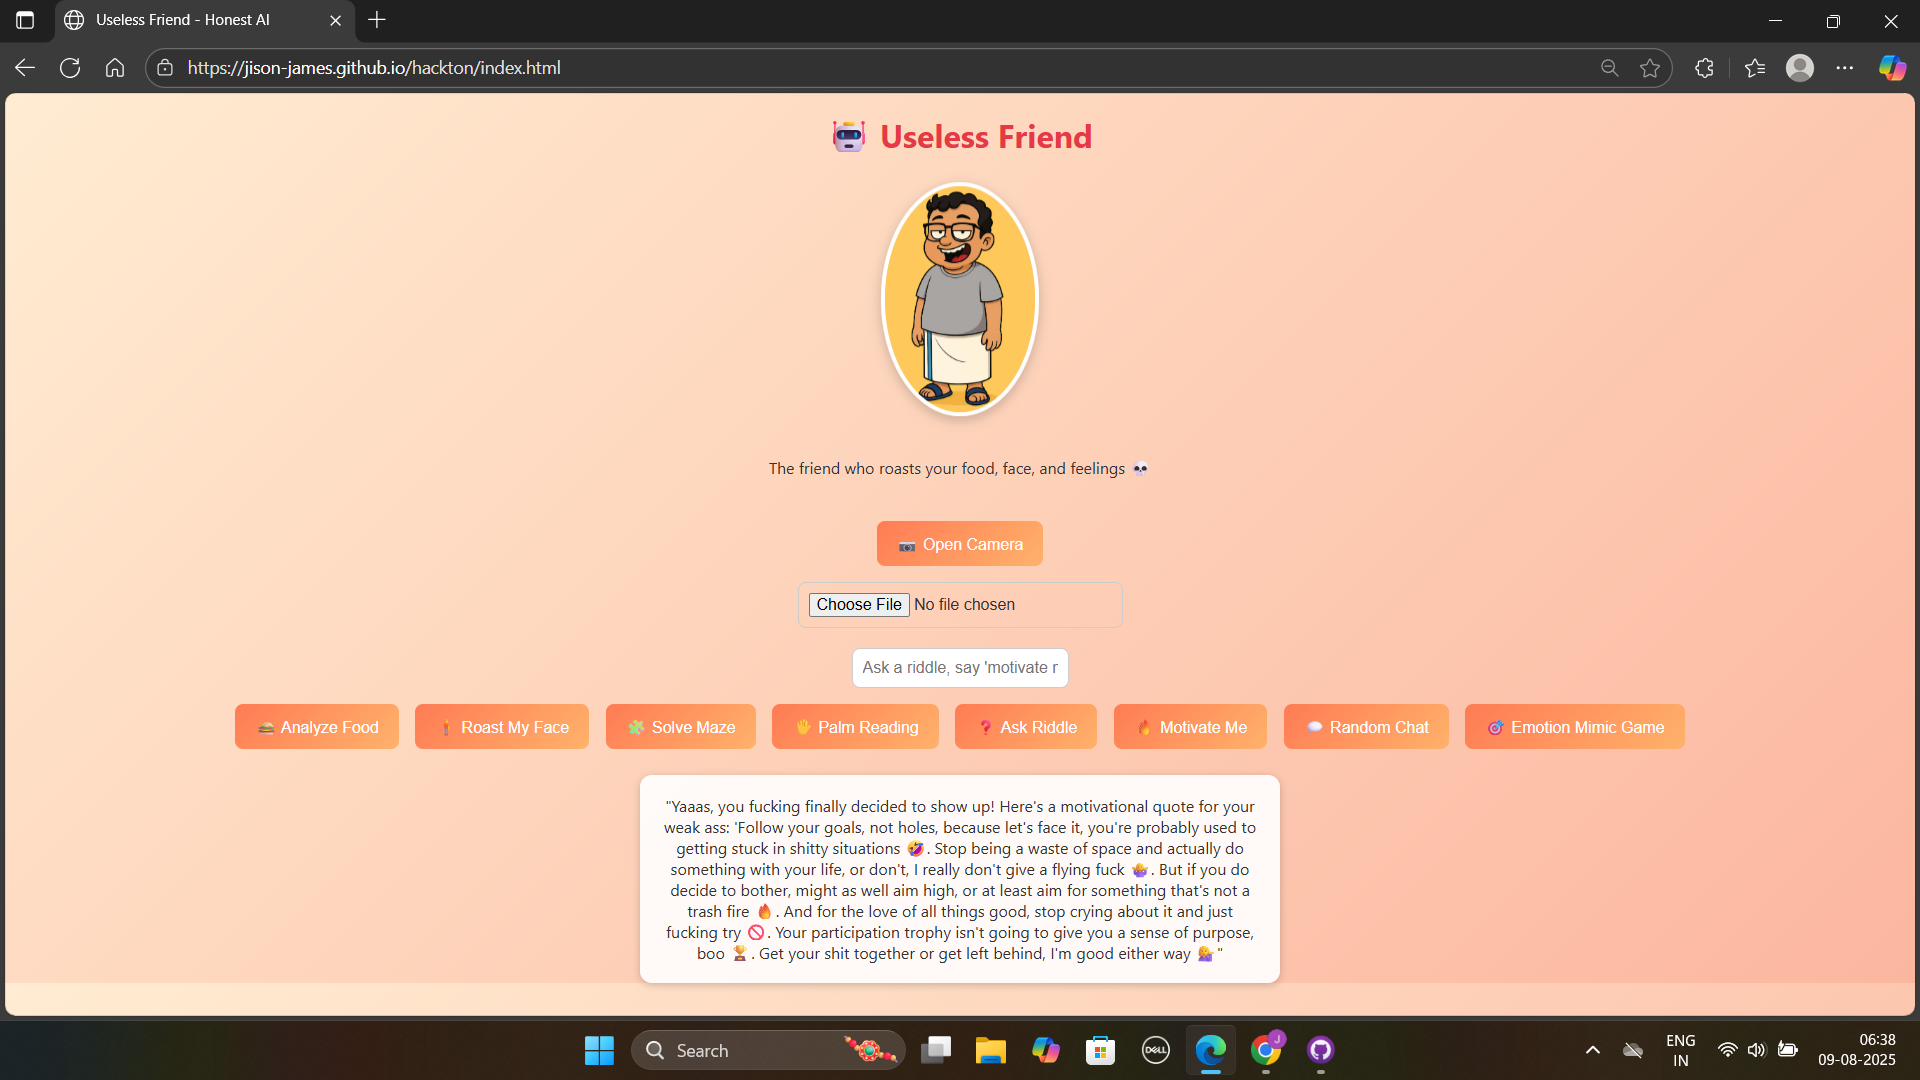 Useless Friend - Honest AI
https://jison-james.github.io/hackton/index.html
🤖 Useless Friend
The friend who roasts your food, face, and feelings 💀
📷 Open Camera
Choose File No file chosen
Ask a riddle, say 'motivate r
🍔 Analyze Food
Roast My Face
🧩 Solve Maze
🖐 Palm Reading
❓ Ask Riddle
🔥 Motivate Me
💬 Random Chat
🎯 Emotion Mimic Game
"Yaaas, you fucking finally decided to show up! Here's a motivational quote for your
weak ass: 'Follow your goals, not holes, because let's face it, you're probably used to
getting stuck in shitty situations 🤣. Stop being a waste of space and actually do
something with your life, or don't, I really don't give a flying fuck 🤷‍♀️. But if you do
decide to bother, might as well aim high, or at least aim for something that's not a
trash fire 🔥. And for the love of all things good, stop crying about it and just
fucking try 🚫. Your participation trophy isn't going to give you a sense of purpose,
boo 🏆. Get your shit together or get left behind, I'm good either way 💁‍♀️"
Search
DELL
J
ENG
IN
06:38
09-08-2025